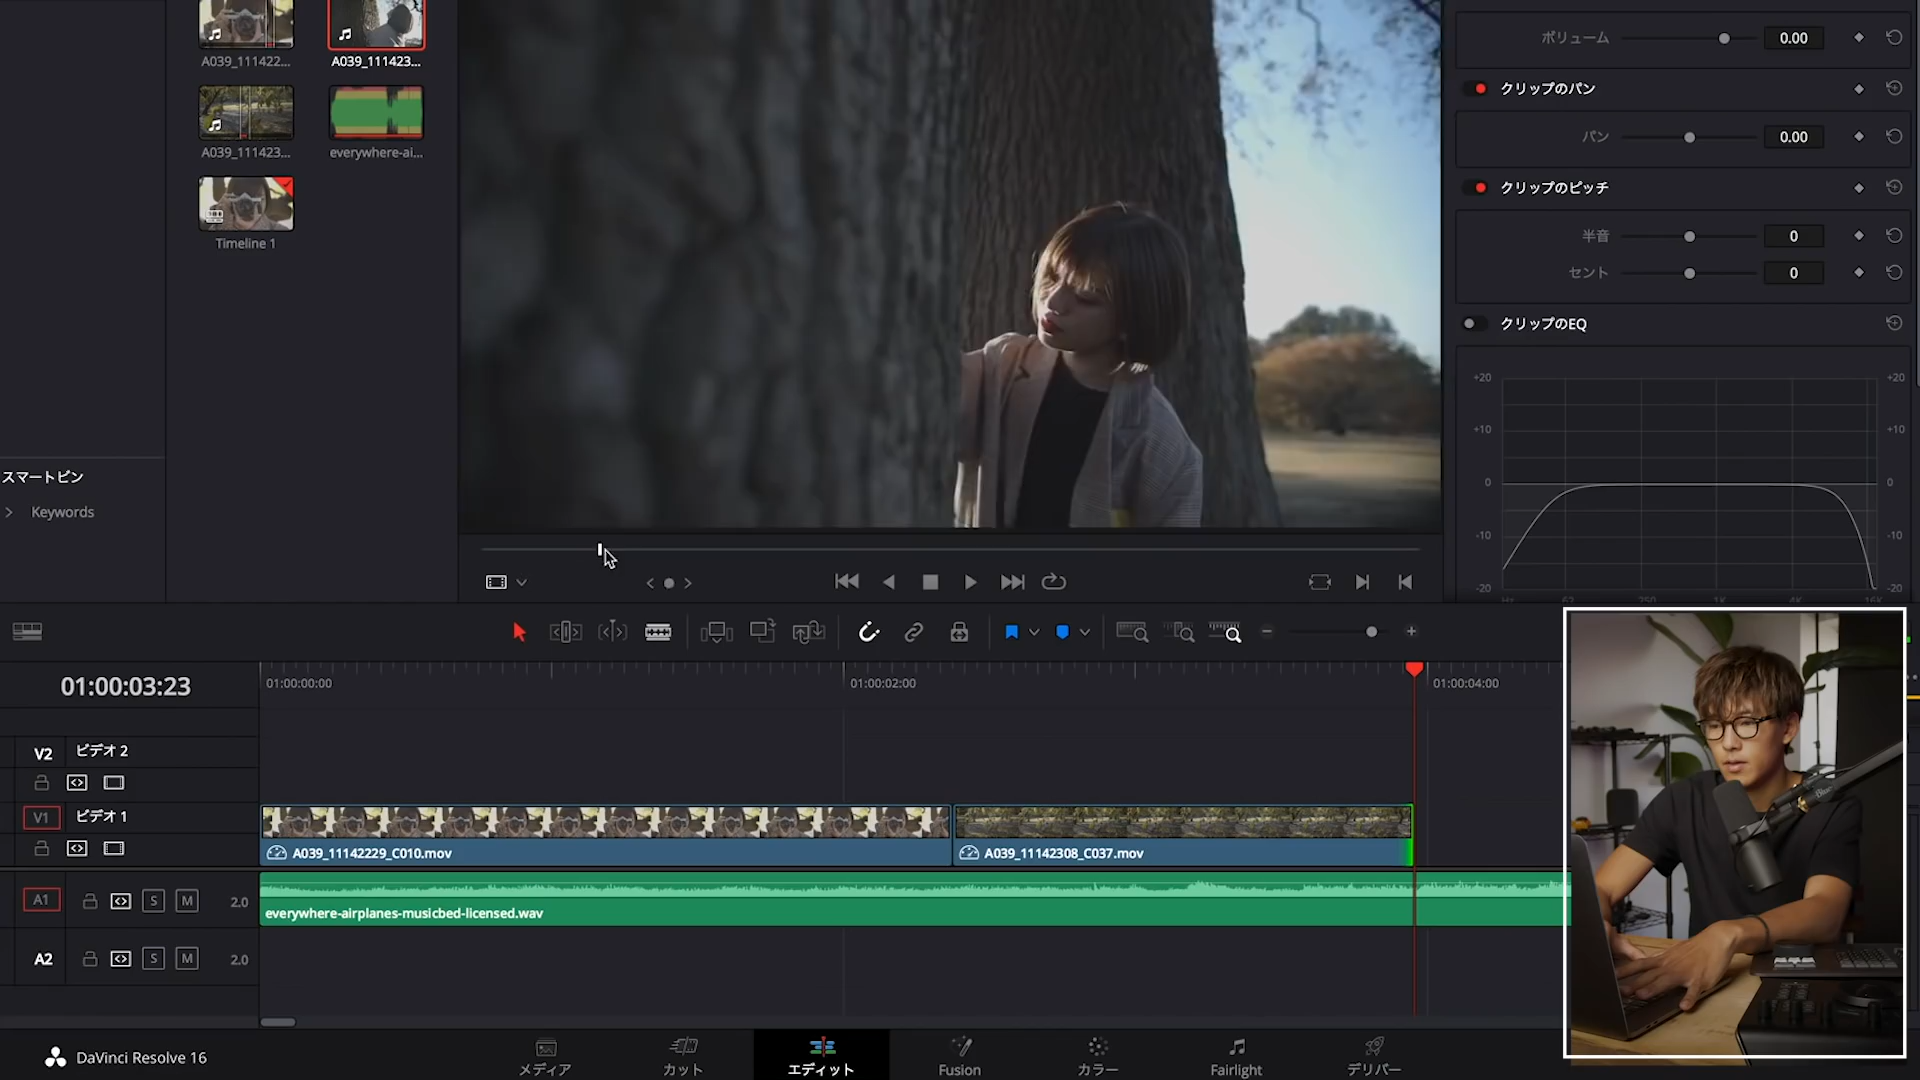 A039_111422...
A039_111423...
A039_111423...
everywhere-ai...
Timeline 1
スマートビン
Keywords
ボリューム 0.00
クリップのパン
パン 0.00
クリップのピッチ
半音 0
セント 0
クリップのEQ
+20 +20
+10 +10
0 0
-10 -10
-20 -20
Hz 62 250 1K 4K 16K
01:00:03:23
01:00:00:00
01:00:02:00
01:00:04:00
V2 ビデオ 2
V1 ビデオ 1
A039_11142229_C010.mov
A039_11142308_C037.mov
A1 S M 2.0
everywhere-airplanes-musicbed-licensed.wav
A2 S M 2.0
DaVinci Resolve 16
メディア
カット
エディット
Fusion
カラー
Fairlight
デリバー